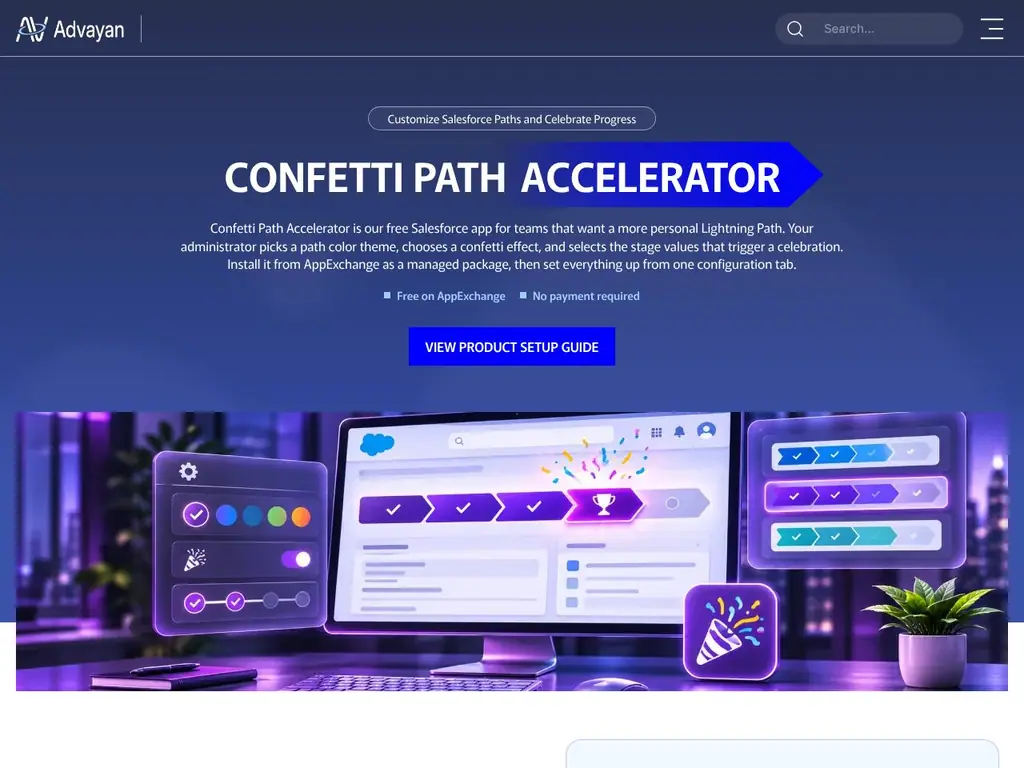 Advayan
Search...
Customize Salesforce Paths and Celebrate Progress
CONFETTI PATH ACCELERATOR
Confetti Path Accelerator is our free Salesforce app for teams that want a more personal Lightning Path. Your
administrator picks a path color theme, chooses a confetti effect, and selects the stage values that trigger a celebration.
Install it from AppExchange as a managed package, then set everything up from one configuration tab.
Free on AppExchange
No payment required
VIEW PRODUCT SETUP GUIDE